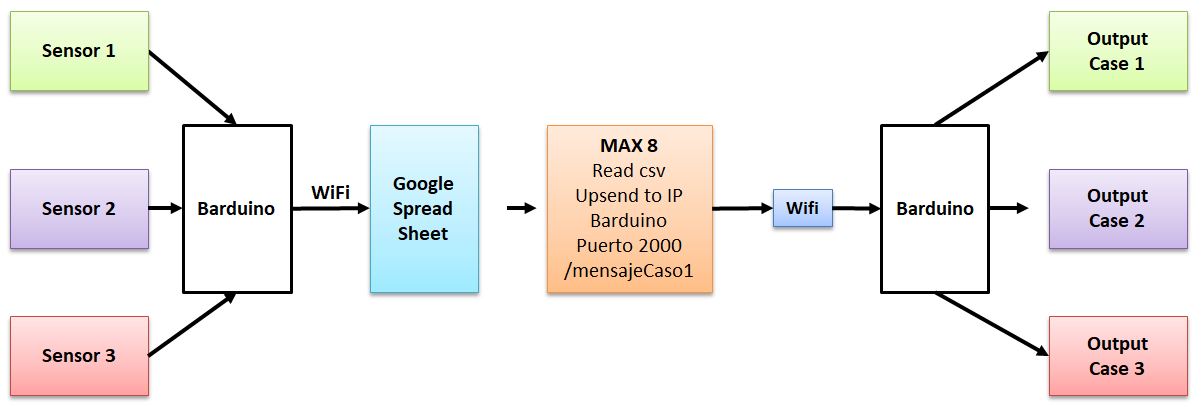 Sensor 1
Sensor 2
Sensor 3
Barduino
WiFi
Google
Spread
Sheet
MAX 8
Read csv
Upsend to IP
Barduino
Puerto 2000
/mensajeCaso1
Wifi
Barduino
Output
Case 1
Output
Case 2
Output
Case 3